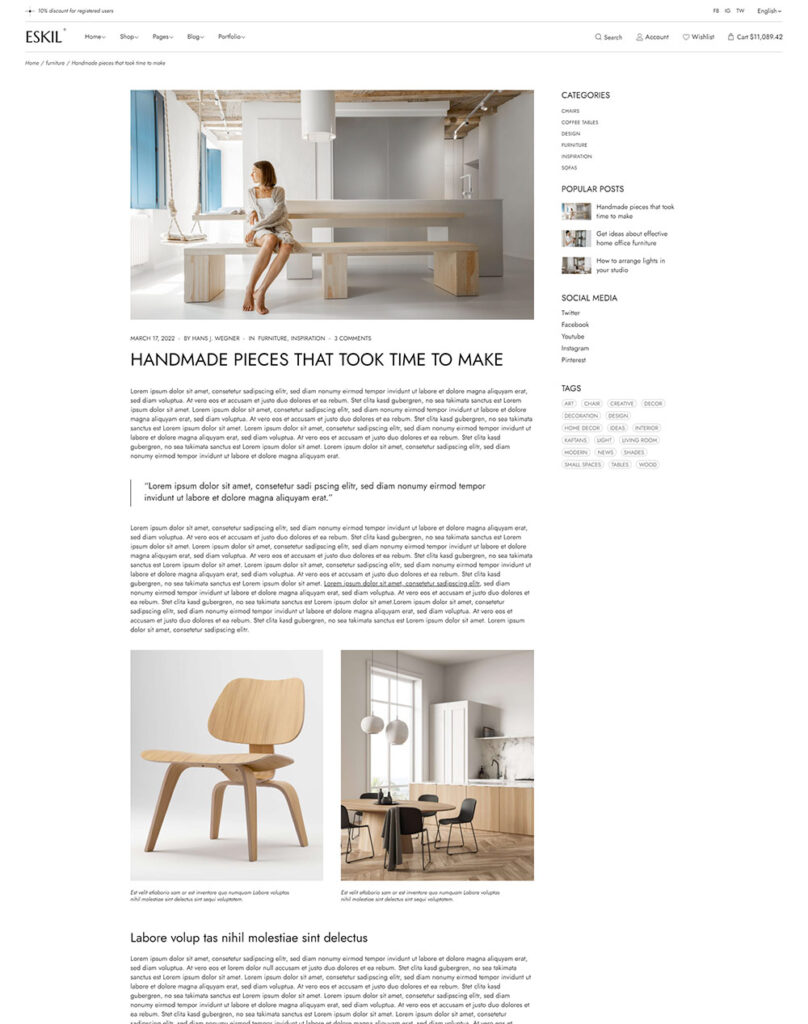 10% discount for registered users
FB IG TW English
ESKIL
Home Shop Pages Blog Portfolio
Search Account Wishlist Cart $11,089.42
Home / furniture / Handmade pieces that took time to make
MARCH 17, 2022 - BY HANS J. WEGNER - IN FURNITURE, INSPIRATION - 3 COMMENTS
HANDMADE PIECES THAT TOOK TIME TO MAKE
Lorem ipsum dolor sit amet, consetetur sadipscing elitr, sed diam nonumy eirmod tempor invidunt ut labore et dolore magna aliquyam erat,
sed diam voluptua. At vero eos et accusam et justo duo dolores et ea rebum. Stet clita kasd gubergren, no sea takimata sanctus est Lorem
ipsum dolor sit amet. Lorem ipsum dolor sit amet, consetetur sadipscing elitr, sed diam nonumy eirmod tempor invidunt ut labore et dolore
magna aliquyam erat, sed diam voluptua. At vero eos et accusam et justo duo dolores et ea rebum. Stet clita kasd gubergren, no sea takimata
sanctus est Lorem ipsum dolor sit amet. Lorem ipsum dolor sit amet, consetetur sadipscing elitr, sed diam nonumy eirmod tempor invidunt ut
labore et dolore magna aliquyam erat, sed diam voluptua. At vero eos et accusam et justo duo dolores et ea rebum. Stet clita kasd
gubergren, no sea takimata sanctus est Lorem ipsum dolor sit amet. Lorem ipsum dolor sit amet, consetetur sadipscing elitr, sed diam
nonumy eirmod tempor invidunt ut labore et dolore magna aliquyam erat.
“Lorem ipsum dolor sit amet, consetetur sadi pscing elitr, sed diam nonumy eirmod tempor
invidunt ut labore et dolore magna aliquyam erat.”
Lorem ipsum dolor sit amet, consetetur sadipscing elitr, sed diam nonumy eirmod tempor invidunt ut labore et dolore magna aliquyam erat,
sed diam voluptua. At vero eos et accusam et justo duo dolores et ea rebum. Stet clita kasd gubergren, no sea takimata sanctus est Lorem
ipsum dolor sit amet. Lorem ipsum dolor sit amet, consetetur sadipscing elitr, sed diam nonumy eirmod tempor invidunt ut labore et dolore
magna aliquyam erat, sed diam voluptua. At vero eos et accusam et justo duo dolores et ea rebum. Stet clita kasd gubergren, no sea takimata
sanctus est Lorem ipsum dolor sit amet. Lorem ipsum dolor sit amet, consetetur sadipscing elitr, sed diam nonumy eirmod tempor invidunt ut
labore et dolore magna aliquyam erat, sed diam voluptua. At vero eos et accusam et justo duo dolores et ea rebum. Stet clita kasd
gubergren, no sea takimata sanctus est Lorem ipsum dolor sit amet. Lorem ipsum dolor sit amet, consetetur sadipscing elitr, sed diam
nonumy eirmod tempor invidunt ut labore et dolore magna aliquyam erat, sed diam voluptua. At vero eos et accusam et justo duo dolores et
ea rebum. Stet clita kasd gubergren, no sea takimata sanctus est Lorem ipsum dolor sit amet.Lorem ipsum dolor sit amet, consetetur
sadipscing elitr, sed diam nonumy eirmod tempor invidunt ut labore et dolore magna aliquyam erat, sed diam voluptua. At vero eos et
accusam et justo duo dolores et ea rebum. Stet clita kasd gubergren, no sea takimata sanctus est Lorem ipsum dolor sit amet. Lorem ipsum
dolor sit amet, consetetur sadipscing elitr.
Est velit ellaborio sam ar est inventore quo numquam Labore voluptas
nihil molestiae sint delectus sint sequi voluptatem.
Est velit ellaborio sam ar est inventore quo numquam Labore voluptas
nihil molestiae sint delectus sint sequi voluptatem.
Labore volup tas nihil molestiae sint delectus
Lorem ipsum dolor sit amet, consetetur sadipscing elitr, sed diam nonumy eirmod tempor invidunt ut labore et dolore magna aliquyam erat,
sed diam voluptua. At vero eos et lorem dolor null accusam et justo duo dolores et ea rebum. Stet clita kasd gubergren, no sea takimata
sanctus est Lorem ipsum dolor sit amet. Lorem ipsum dolor sit amet, consetetur sadipscing elitr, sed diam nonumy eirmod tempor invidunt ut
labore et dolore magna aliquyam erat, sed diam voluptua. At vero eos et accusam et justo duo dolores et ea rebum. Stet clita kasd
gubergren, no sea takimata sanctus est Lorem ipsum dolor sit amet. Lorem ipsum dolor sit amet, consetetur sadipscing elitr, sed diam
nonumy eirmod tempor invidunt ut labore et dolore magna aliquyam erat, sed diam voluptua. At vero eos et accusam et justo duo dolores et
ea rebum. Stet clita kasd gubergren, no sea takimata sanctus est Lorem ipsum dolor sit amet. Lorem ipsum dolor sit amet, consetetur
CATEGORIES
CHAIRS
COFFEE TABLES
DESIGN
FURNITURE
INSPIRATION
SOFAS
POPULAR POSTS
Handmade pieces that took
time to make
Get ideas about effective
home office furniture
How to arrange lights in
your studio
SOCIAL MEDIA
Twitter
Facebook
Youtube
Instagram
Pinterest
TAGS
ART CHAIR CREATIVE DECOR
DECORATION DESIGN
HOME DECOR IDEAS INTERIOR
KAFTANS LIGHT LIVING ROOM
MODERN NEWS SHADES
SMALL SPACES TABLES WOOD